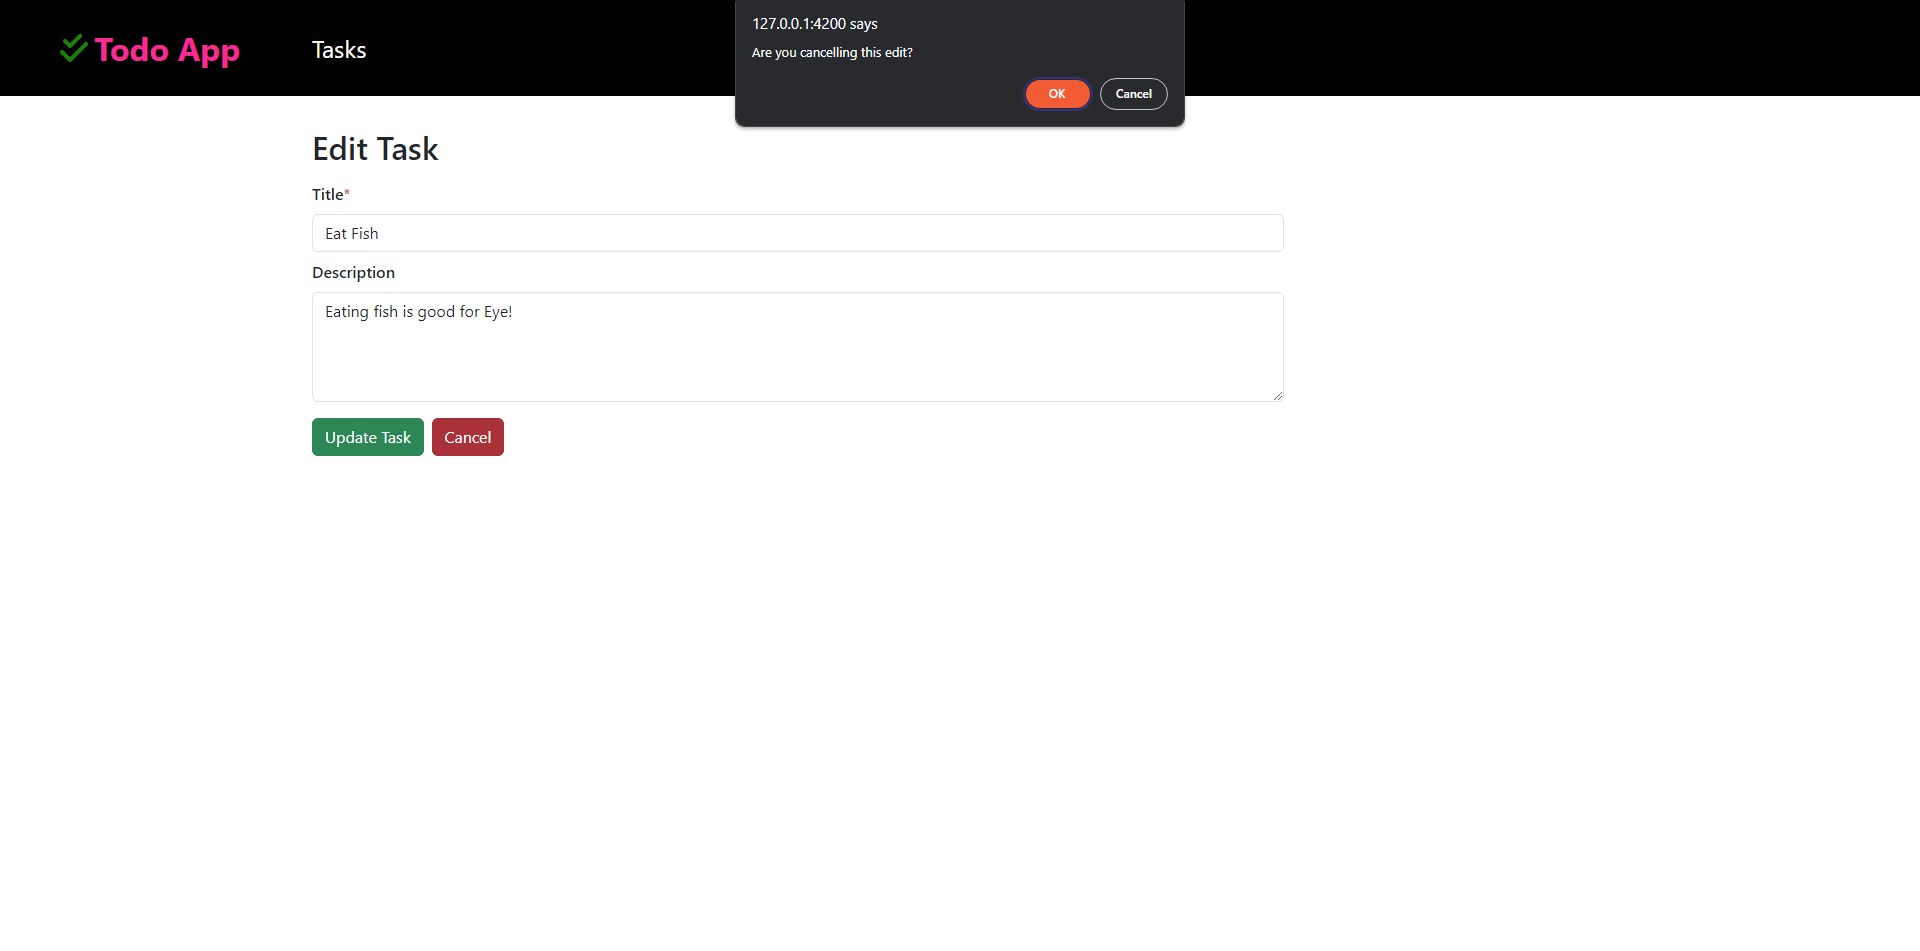 Todo App
Tasks
127.0.0.1:4200 says
Are you cancelling this edit?
OK Cancel
Edit Task
Title*
Eat Fish
Description
Eating fish is good for Eye!
Update Task Cancel